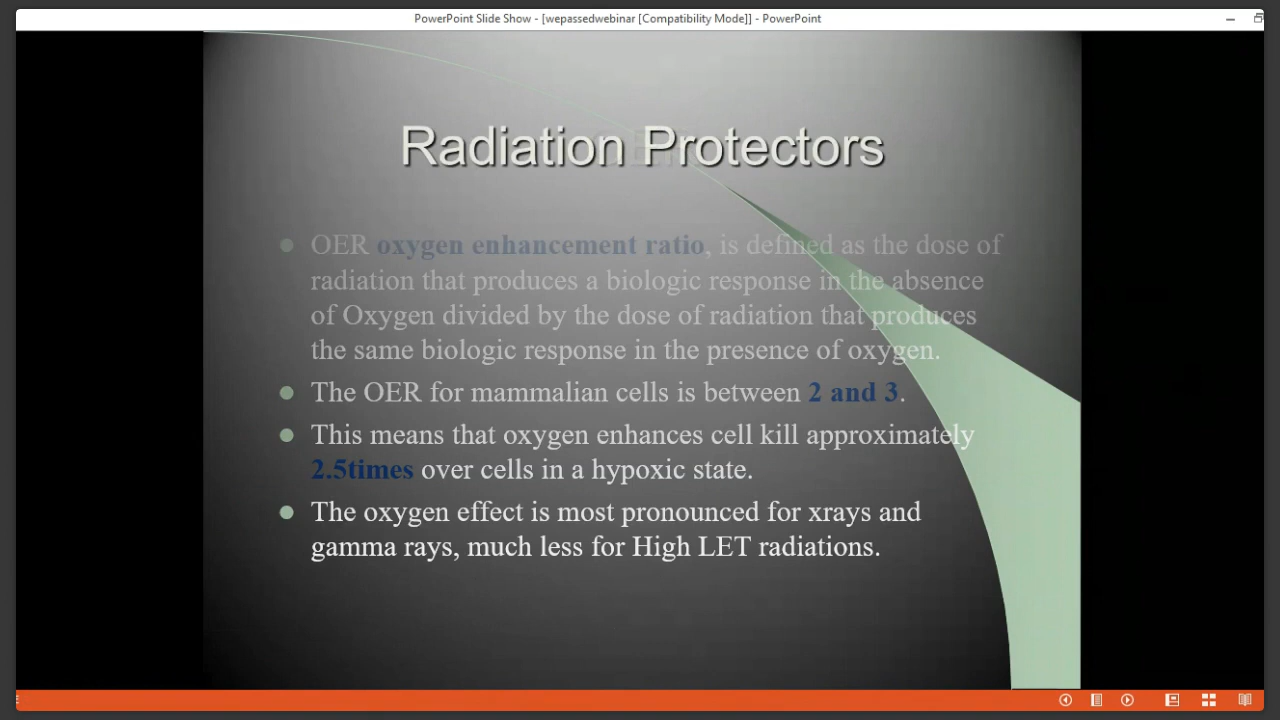 PowerPoint Slide Show - [wepassedwebinar [Compatibility Mode]] - PowerPoint
Radiation Protectors
OER oxygen enhancement ratio, is defined as the dose of
radiation that produces a biologic response in the absence
of Oxygen divided by the dose of radiation that produces
the same biologic response in the presence of oxygen.
The OER for mammalian cells is between 2 and 3.
This means that oxygen enhances cell kill approximately
2.5times over cells in a hypoxic state.
The oxygen effect is most pronounced for xrays and
gamma rays, much less for High LET radiations.